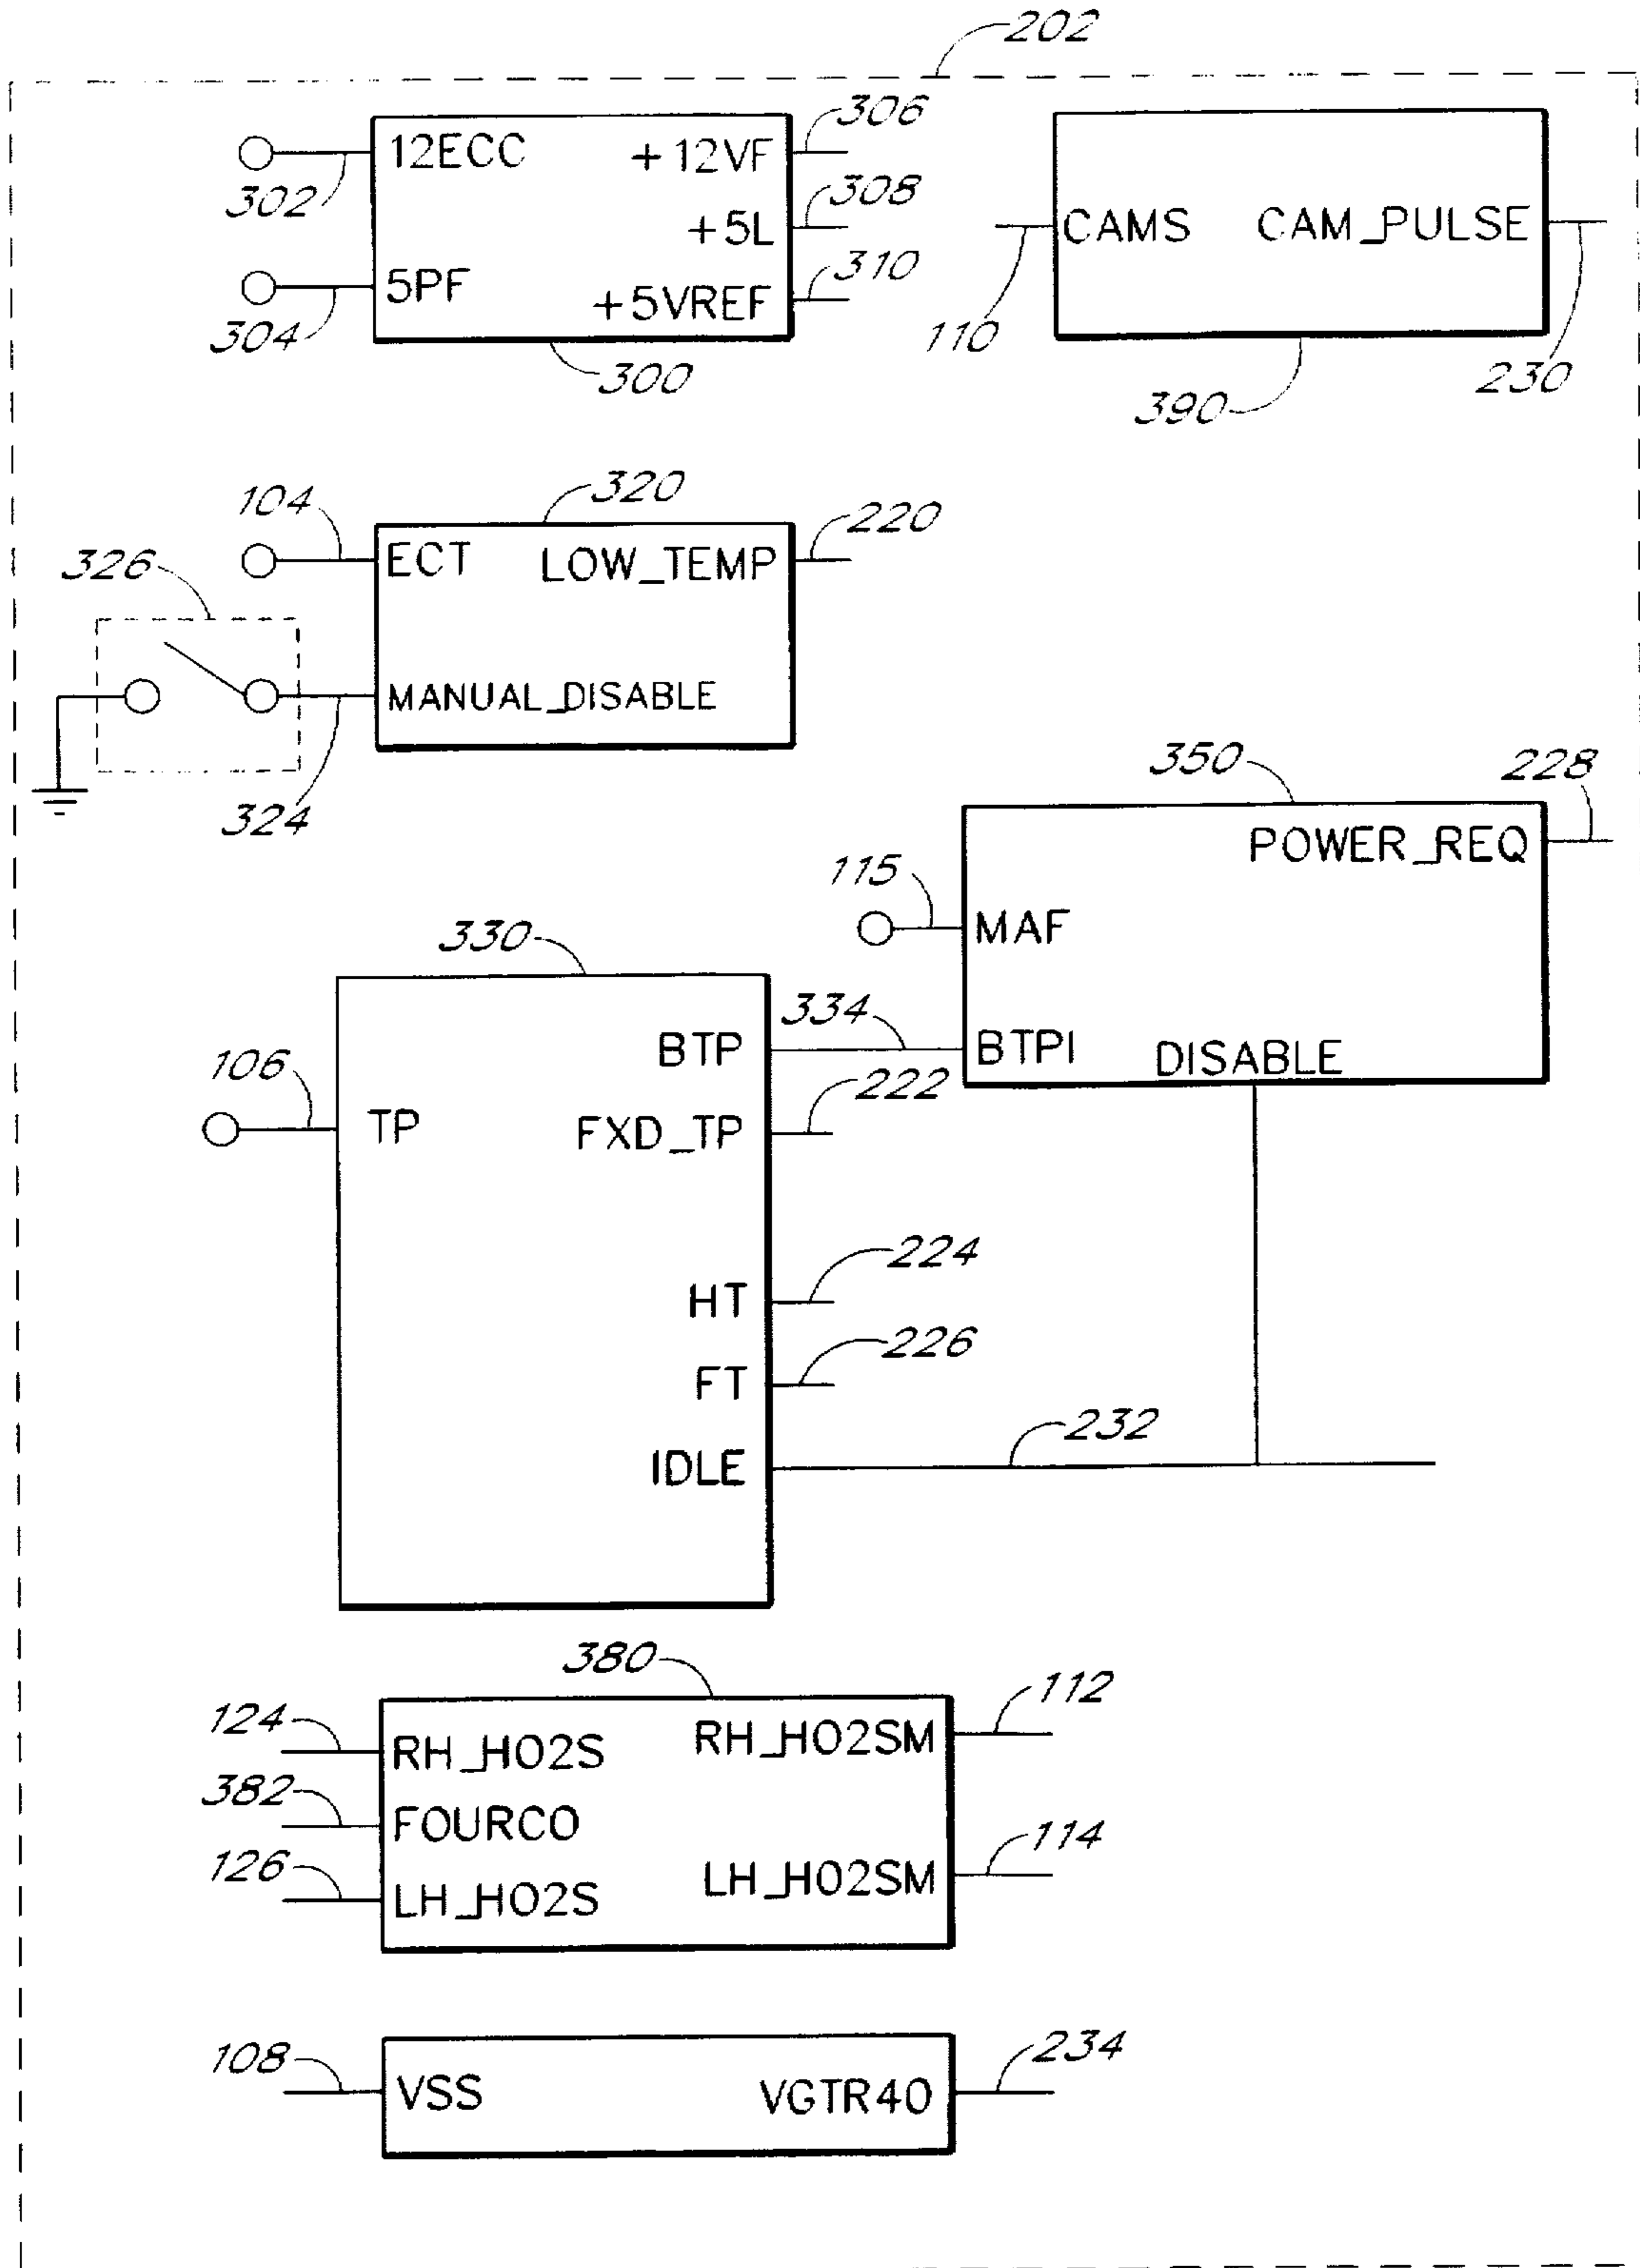 202
12ECC
+12VF
306
302
+5L
308
5PF
+5VREF
310
304
300
CAMS
CAM_PULSE
110
230
390
104
320
ECT
LOW_TEMP
220
326
MANUAL_DISABLE
324
350
228
POWER_REQ
115
MAF
330
334
BTP
BTPI
DISABLE
106
TP
FXD_TP
222
HT
224
FT
226
IDLE
232
380
124
RH_HO2S
RH_HO2SM
112
382
FOURCO
126
LH_HO2S
LH_HO2SM
114
108
VSS
VGTR40
234